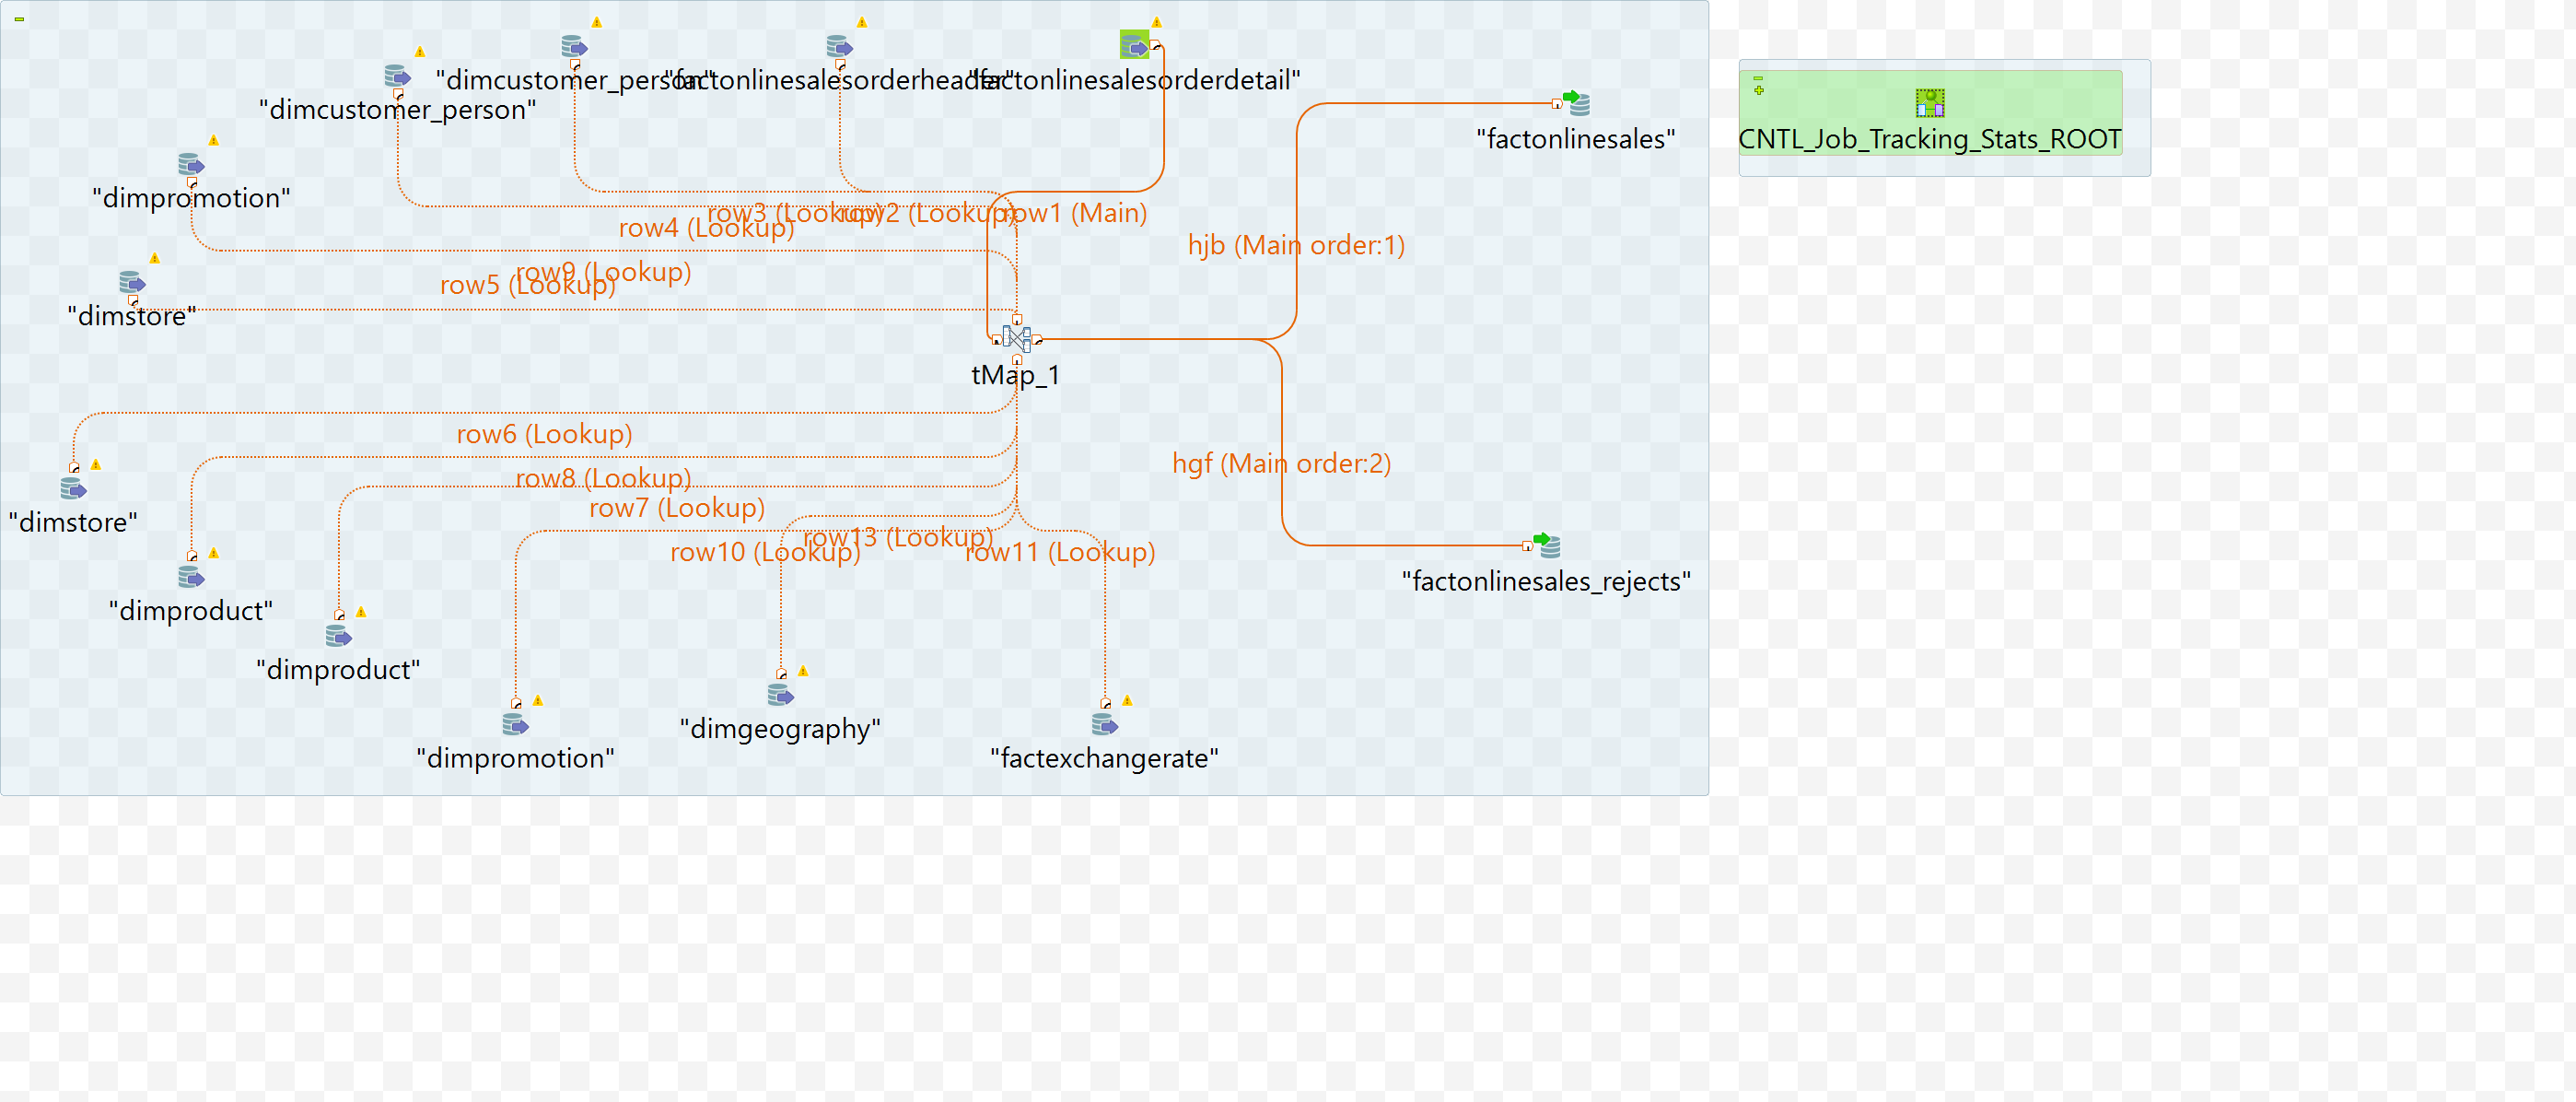 "dimcustomer_person"
"factonlinesalesorderheader"
"factonlinesalesorderdetail"
"dimcustomer_person"
"factonlinesales"
CNTL_Job_Tracking_Stats_ROOT
"dimpromotion"
row3 (Lookup)
row2 (Lookup)
row1 (Main)
row4 (Lookup)
hjb (Main order:1)
row9 (Lookup)
row5 (Lookup)
"dimstore"
tMap_1
row6 (Lookup)
hgf (Main order:2)
row8 (Lookup)
row7 (Lookup)
"dimstore"
row13 (Lookup)
row10 (Lookup)
row11 (Lookup)
"factonlinesales_rejects"
"dimproduct"
"dimproduct"
"dimgeography"
"dimpromotion"
"factexchangerate"